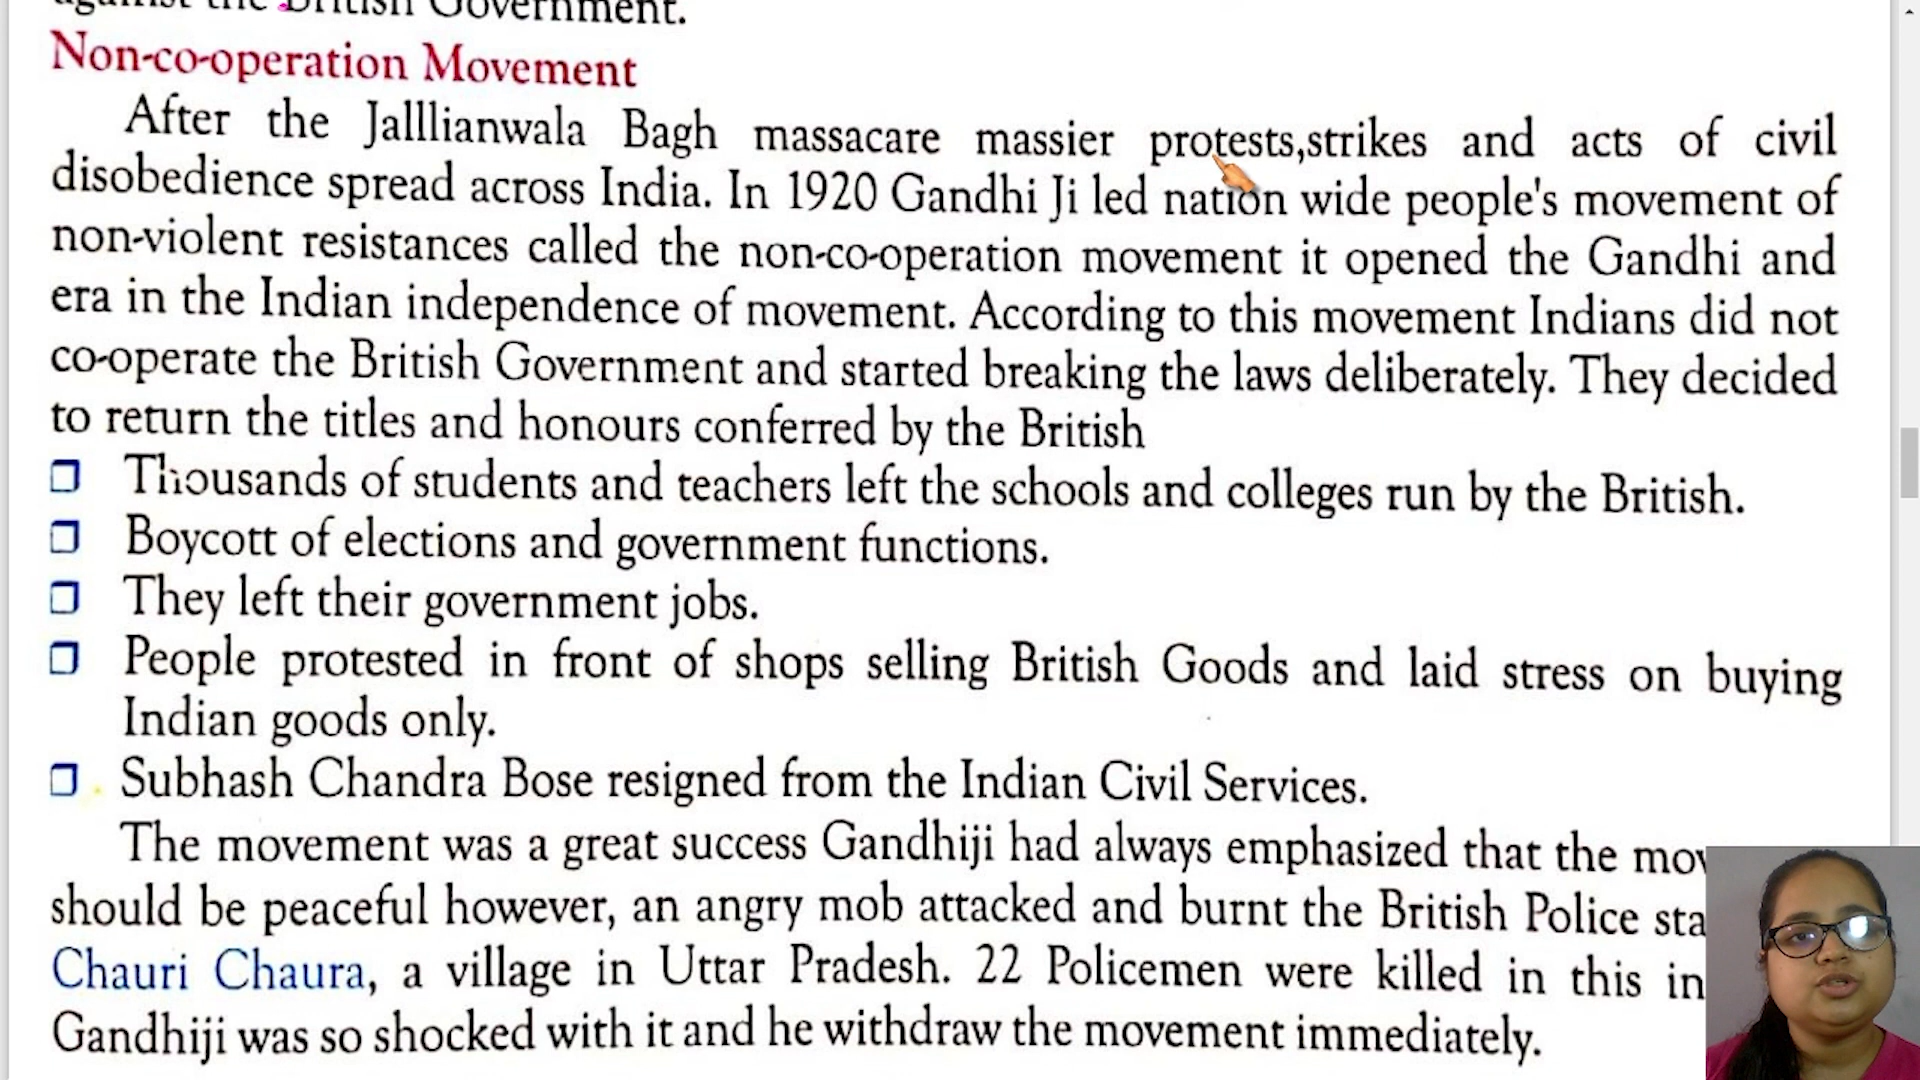 against the British Government.
Non-co-operation Movement
After the Jalllianwala Bagh massacare massier protests,strikes and acts of civil
disobedience spread across India. In 1920 Gandhi Ji led nation wide people's movement of
non-violent resistances called the non-co-operation movement it opened the Gandhi and
era in the Indian independence of movement. According to this movement Indians did not
co-operate the British Government and started breaking the laws deliberately. They decided
to return the titles and honours conferred by the British
Thousands of students and teachers left the schools and colleges run by the British.
Boycott of elections and government functions.
They left their government jobs.
People protested in front of shops selling British Goods and laid stress on buying
Indian goods only.
Subhash Chandra Bose resigned from the Indian Civil Services.
The movement was a great success Gandhiji had always emphasized that the
should be peaceful however, an angry mob attacked and burnt the British Police
Chauri Chaura, a village in Uttar Pradesh. 22 Policemen were killed in this
Gandhiji was so shocked with it and he withdraw the movement immediately.